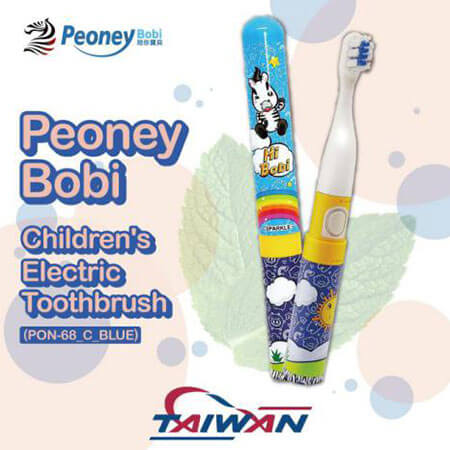 Peoney Bobi
Peoney
Bobi
Children's
Electric
Toothbrush
(PON-68_C_BLUE)
Hi
Bobi
SPARKLE
TAIWAN